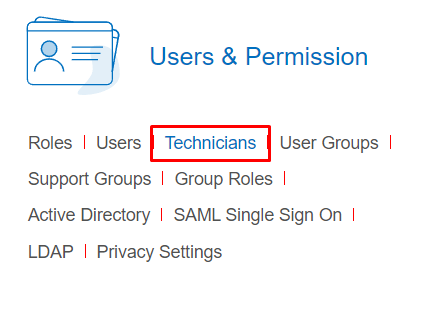 Users & Permission
Roles | Users | Technicians | User Groups |
Support Groups | Group Roles |
Active Directory | SAML Single Sign On |
LDAP | Privacy Settings